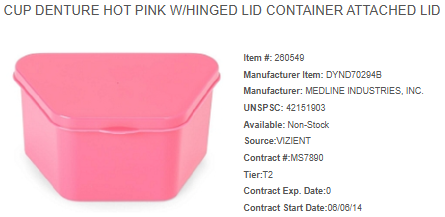 CUP DENTURE HOT PINK W/HINGED LID CONTAINER ATTACHED LID
Item #: 260549
Manufacturer Item: DYND70294B
Manufacturer: MEDLINE INDUSTRIES, INC.
UNSPSC: 42151903
Available: Non-Stock
Source:VIZIENT
Contract #:MS7890
Tier:T2
Contract Exp. Date:0
Contract Start Date:06/06/14